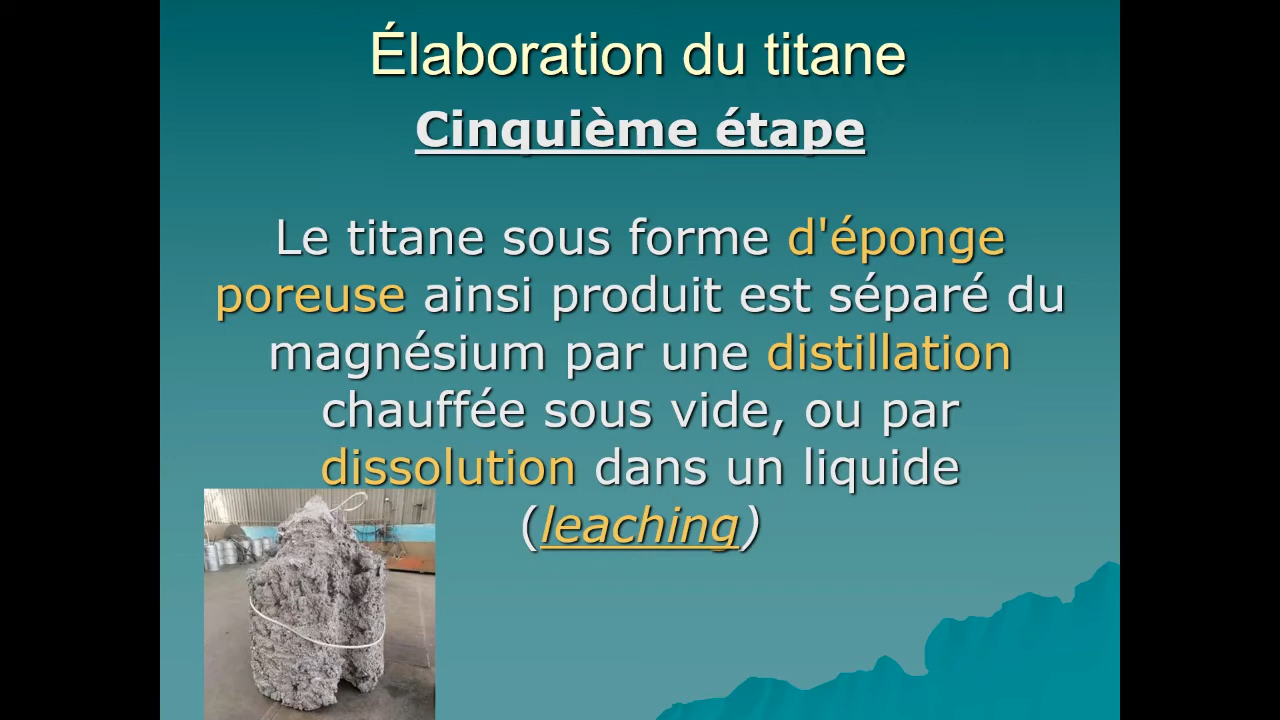 Élaboration du titane
Cinquième étape
Le titane sous forme d'éponge
poreuse ainsi produit est séparé du
magnésium par une distillation
chauffée sous vide, ou par
dissolution dans un liquide
(leaching)